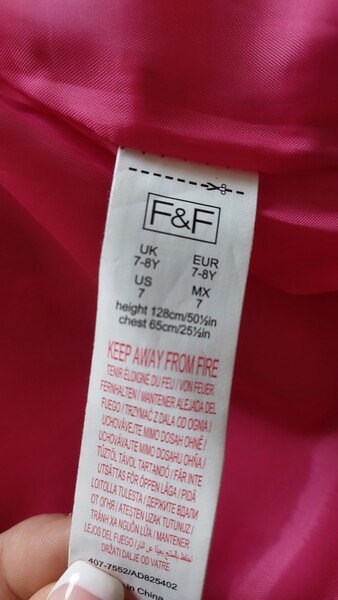 F&F
UK EUR
7-8Y 7-8Y
US MX
7 7
height 128cm/50½in
chest 65cm/25½in
KEEP AWAY FROM FIRE
TENIR ÉLOIGNÉ DU FEU / VON FEUER
FERNHALTEN / MANTENER ALEJADA DEL
FUEGO / TRZYMAĆ Z DALA OD OGNIA /
UCHOVÁVEJTE MIMO DOSAH OHNĚ /
UCHOVÁVAJTE MIMO DOSAHU OHŇA /
TŰZTŐL TÁVOL TARTANDÓ / FÅR INTE
UTSÄTTAS FÖR ÖPPEN LÅGA / PIDÄ
LOITOLLA TULESTA / ДЕРЖИТЕ ВДАЛИ
ОТ ОГНЯ / ATEŞTEN UZAK TUTUNUZ /
TRÁNH XA NGUỒN LỬA / MANTENER
LEJOS DEL FUEGO /
DRŽATI DALJE OD VATRE
407-7552/AD825402
in China